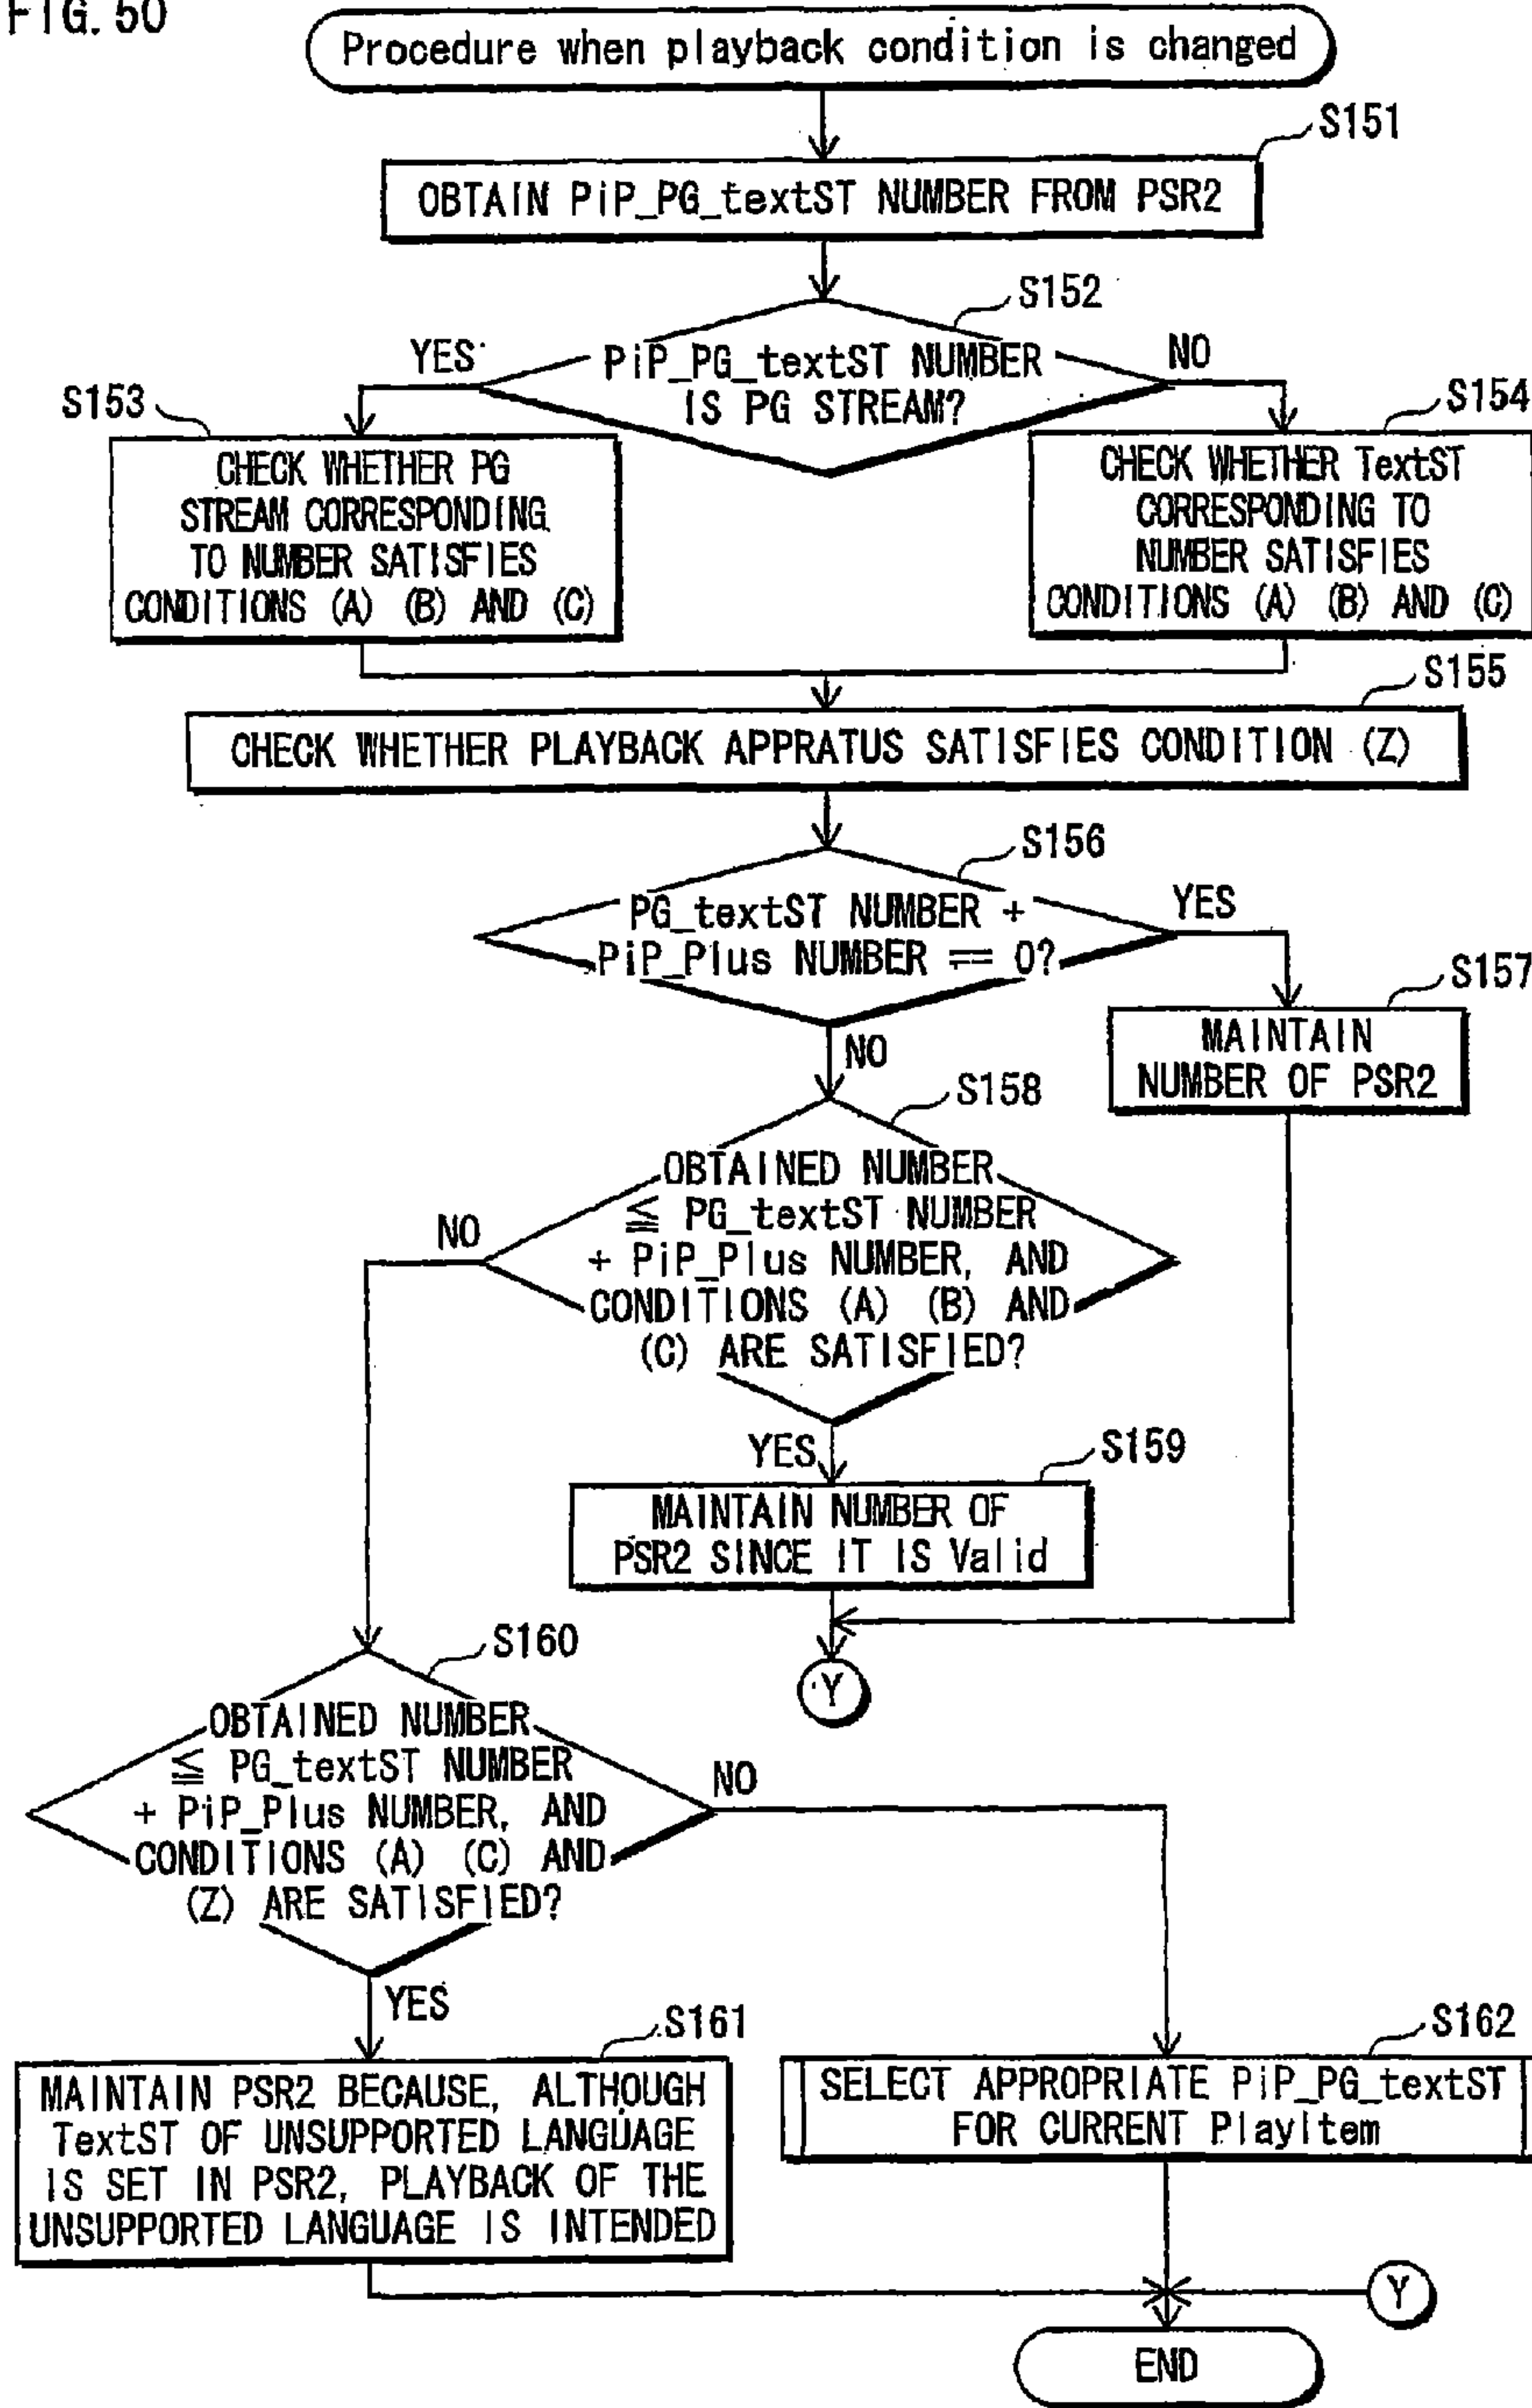 FIG. 50
Procedure when playback condition is changed
S151
OBTAIN PiP_PG_textST NUMBER FROM PSR2
S152
YES
PiP_PG_textST NUMBER
IS PG STREAM?
NO
S153
CHECK WHETHER PG
STREAM CORRESPONDING
TO NUMBER SATISFIES
CONDITIONS (A) (B) AND (C)
S154
CHECK WHETHER TextST
CORRESPONDING TO
NUMBER SATISFIES
CONDITIONS (A) (B) AND (C)
S155
CHECK WHETHER PLAYBACK APPRATUS SATISFIES CONDITION (Z)
S156
PG_textST NUMBER +
PiP_Plus NUMBER == 0?
YES
NO
S157
MAINTAIN
NUMBER OF PSR2
S158
OBTAINED NUMBER
≦ PG_textST NUMBER
+ PiP_Plus NUMBER, AND
CONDITIONS (A) (B) AND
(C) ARE SATISFIED?
NO
YES
S159
MAINTAIN NUMBER OF
PSR2 SINCE IT IS Valid
Y
S160
OBTAINED NUMBER
≦ PG_textST NUMBER
+ PiP_Plus NUMBER, AND
CONDITIONS (A) (C) AND
(Z) ARE SATISFIED?
NO
YES
S161
MAINTAIN PSR2 BECAUSE, ALTHOUGH
TextST OF UNSUPPORTED LANGUAGE
IS SET IN PSR2, PLAYBACK OF THE
UNSUPPORTED LANGUAGE IS INTENDED
S162
SELECT APPROPRIATE PiP_PG_textST
FOR CURRENT PlayItem
Y
END